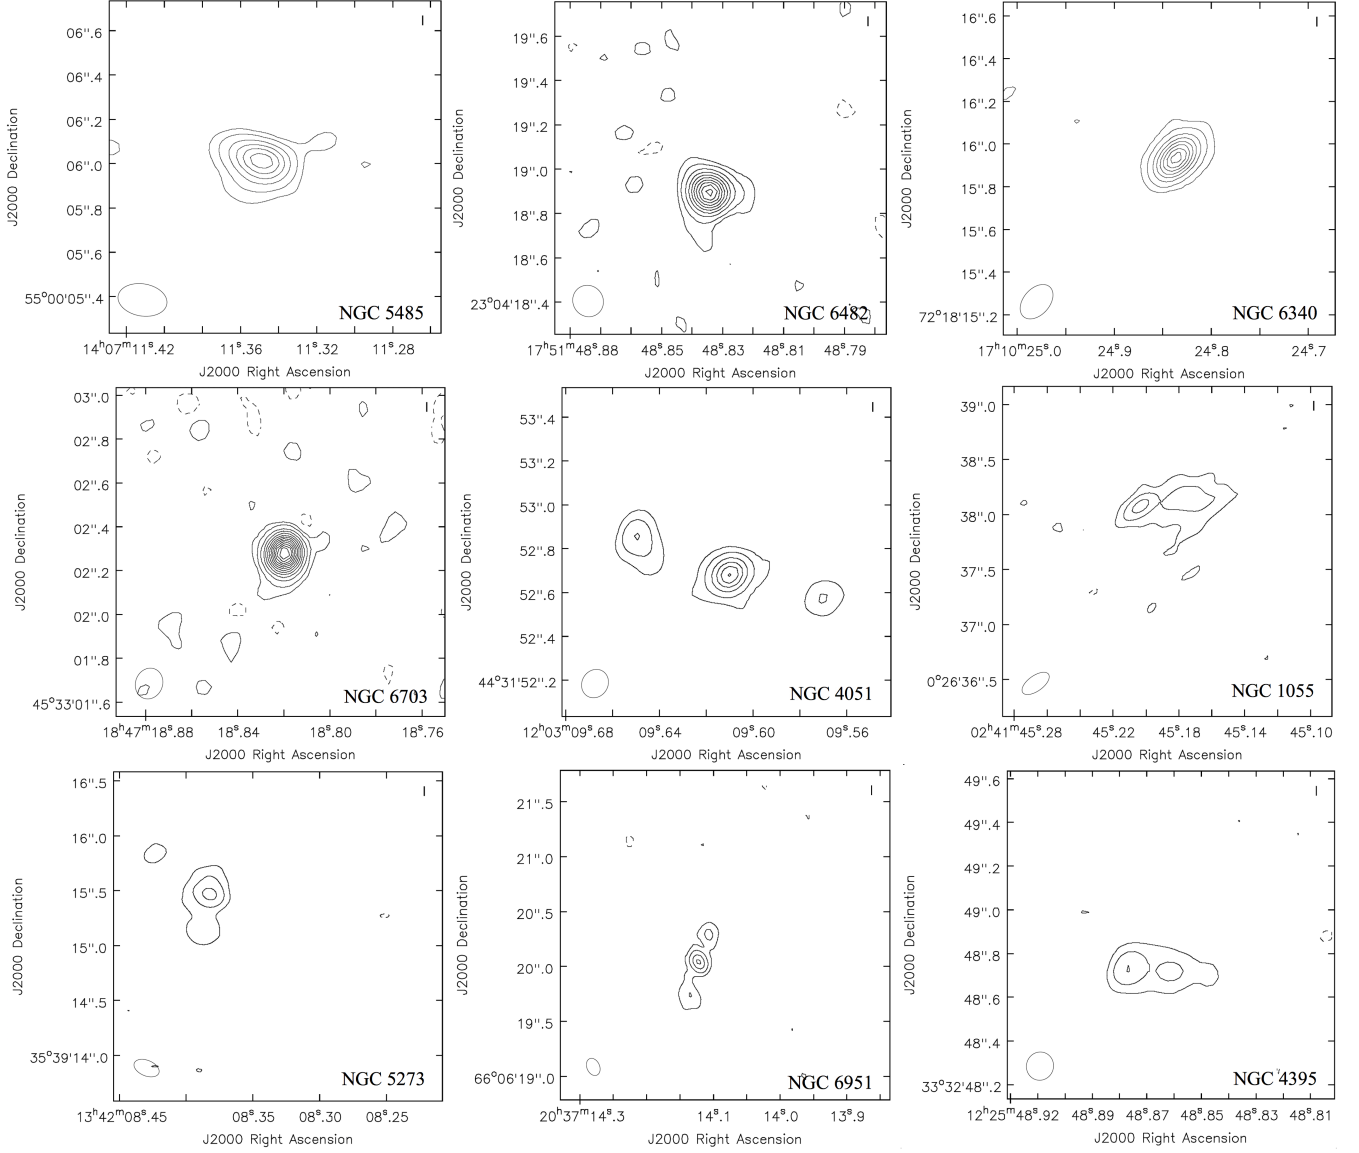 06".6
06".4
06".2
06".0
05".8
05".6
55°00'05".4
J2000 Declination
I
NGC 5485
14ʰ07ᵐ11ˢ.42 11ˢ.36 11ˢ.32 11ˢ.28
J2000 Right Ascension
19".6
19".4
19".2
19".0
18".8
18".6
23°04'18".4
J2000 Declination
I
NGC 6482
17ʰ51ᵐ48ˢ.88 48ˢ.85 48ˢ.83 48ˢ.81 48ˢ.79
J2000 Right Ascension
16".6
16".4
16".2
16".0
15".8
15".6
15".4
72°18'15".2
J2000 Declination
I
NGC 6340
17ʰ10ᵐ25ˢ.0 24ˢ.9 24ˢ.8 24ˢ.7
J2000 Right Ascension
03".0
02".8
02".6
02".4
02".2
02".0
01".8
45°33'01".6
J2000 Declination
I
NGC 6703
18ʰ47ᵐ18ˢ.88 18ˢ.84 18ˢ.80 18ˢ.76
J2000 Right Ascension
53".4
53".2
53".0
52".8
52".6
52".4
44°31'52".2
J2000 Declination
I
NGC 4051
12ʰ03ᵐ09ˢ.68 09ˢ.64 09ˢ.60 09ˢ.56
J2000 Right Ascension
39".0
38".5
38".0
37".5
37".0
0°26'36".5
J2000 Declination
I
NGC 1055
02ʰ41ᵐ45ˢ.28 45ˢ.22 45ˢ.18 45ˢ.14 45ˢ.10
J2000 Right Ascension
16".5
16".0
15".5
15".0
14".5
35°39'14".0
J2000 Declination
I
NGC 5273
13ʰ42ᵐ08ˢ.45 08ˢ.35 08ˢ.30 08ˢ.25
J2000 Right Ascension
21".5
21".0
20".5
20".0
19".5
66°06'19".0
J2000 Declination
I
NGC 6951
20ʰ37ᵐ14ˢ.3 14ˢ.1 14ˢ.0 13ˢ.9
J2000 Right Ascension
49".6
49".4
49".2
49".0
48".8
48".6
48".4
33°32'48".2
J2000 Declination
I
NGC 4395
12ʰ25ᵐ48ˢ.92 48ˢ.89 48ˢ.87 48ˢ.85 48ˢ.83 48ˢ.81
J2000 Right Ascension